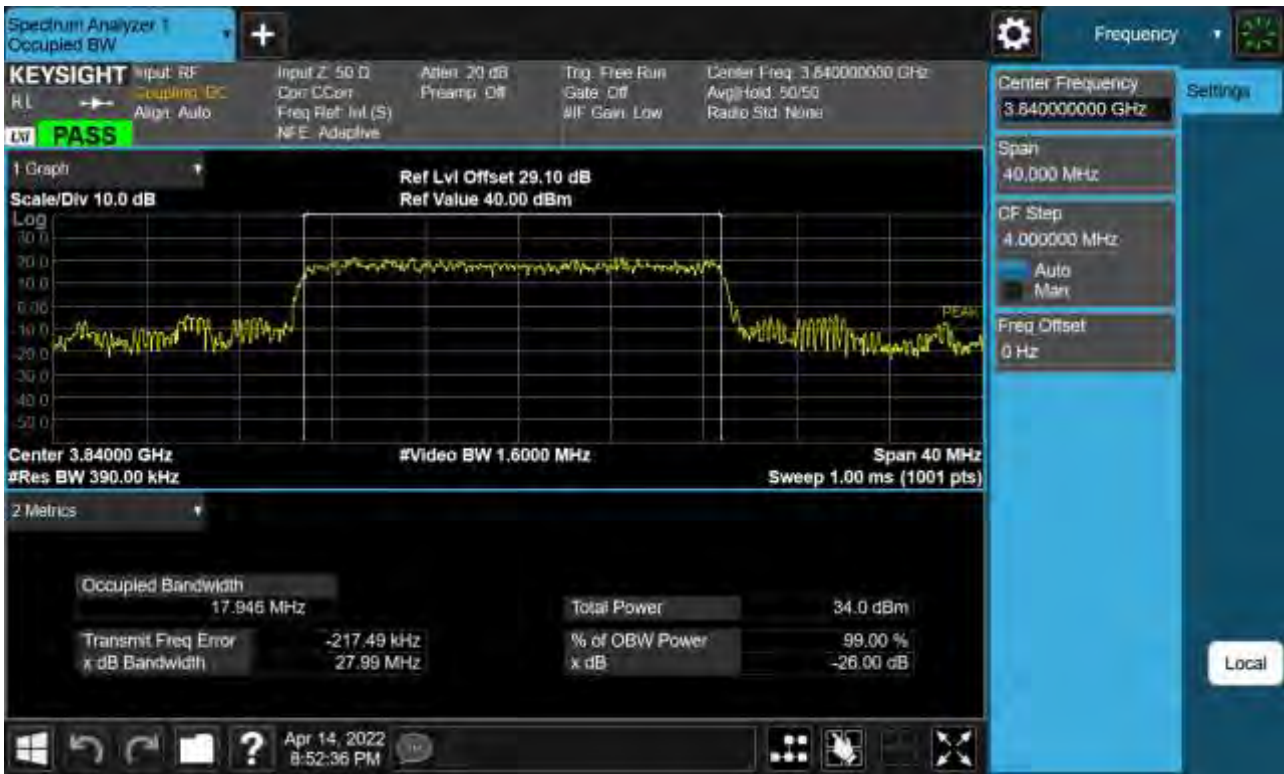 Spectrum Analyzer 1
Occupied BW
Frequency
KEYSIGHT
Input: RF
Coupling: DC
Align: Auto
RL
LXI
PASS
Input Z: 50 Ω
Corr CCorr
Freq Ref: Int (S)
NFE: Adaptive
Atten: 20 dB
Preamp: Off
Trig: Free Run
Gate: Off
#IF Gain: Low
Center Freq: 3.840000000 GHz
Avg|Hold: 50/50
Radio Std: None
Center Frequency
3.840000000 GHz
Settings
Span
40.000 MHz
CF Step
4.000000 MHz
Auto
Man
Freq Offset
0 Hz
1 Graph
Scale/Div 10.0 dB
Ref Lvl Offset 29.10 dB
Ref Value 40.00 dBm
Log
30.0
20.0
10.0
0.00
-10.0
-20.0
-30.0
-40.0
-50.0
PEAK
Center 3.84000 GHz
#Res BW 390.00 kHz
#Video BW 1.6000 MHz
Span 40 MHz
Sweep 1.00 ms (1001 pts)
2 Metrics
Occupied Bandwidth
17.946 MHz
Total Power
34.0 dBm
Transmit Freq Error
-217.49 kHz
% of OBW Power
99.00 %
x dB Bandwidth
27.99 MHz
x dB
-26.00 dB
Local
?
Apr 14, 2022
8:52:36 PM